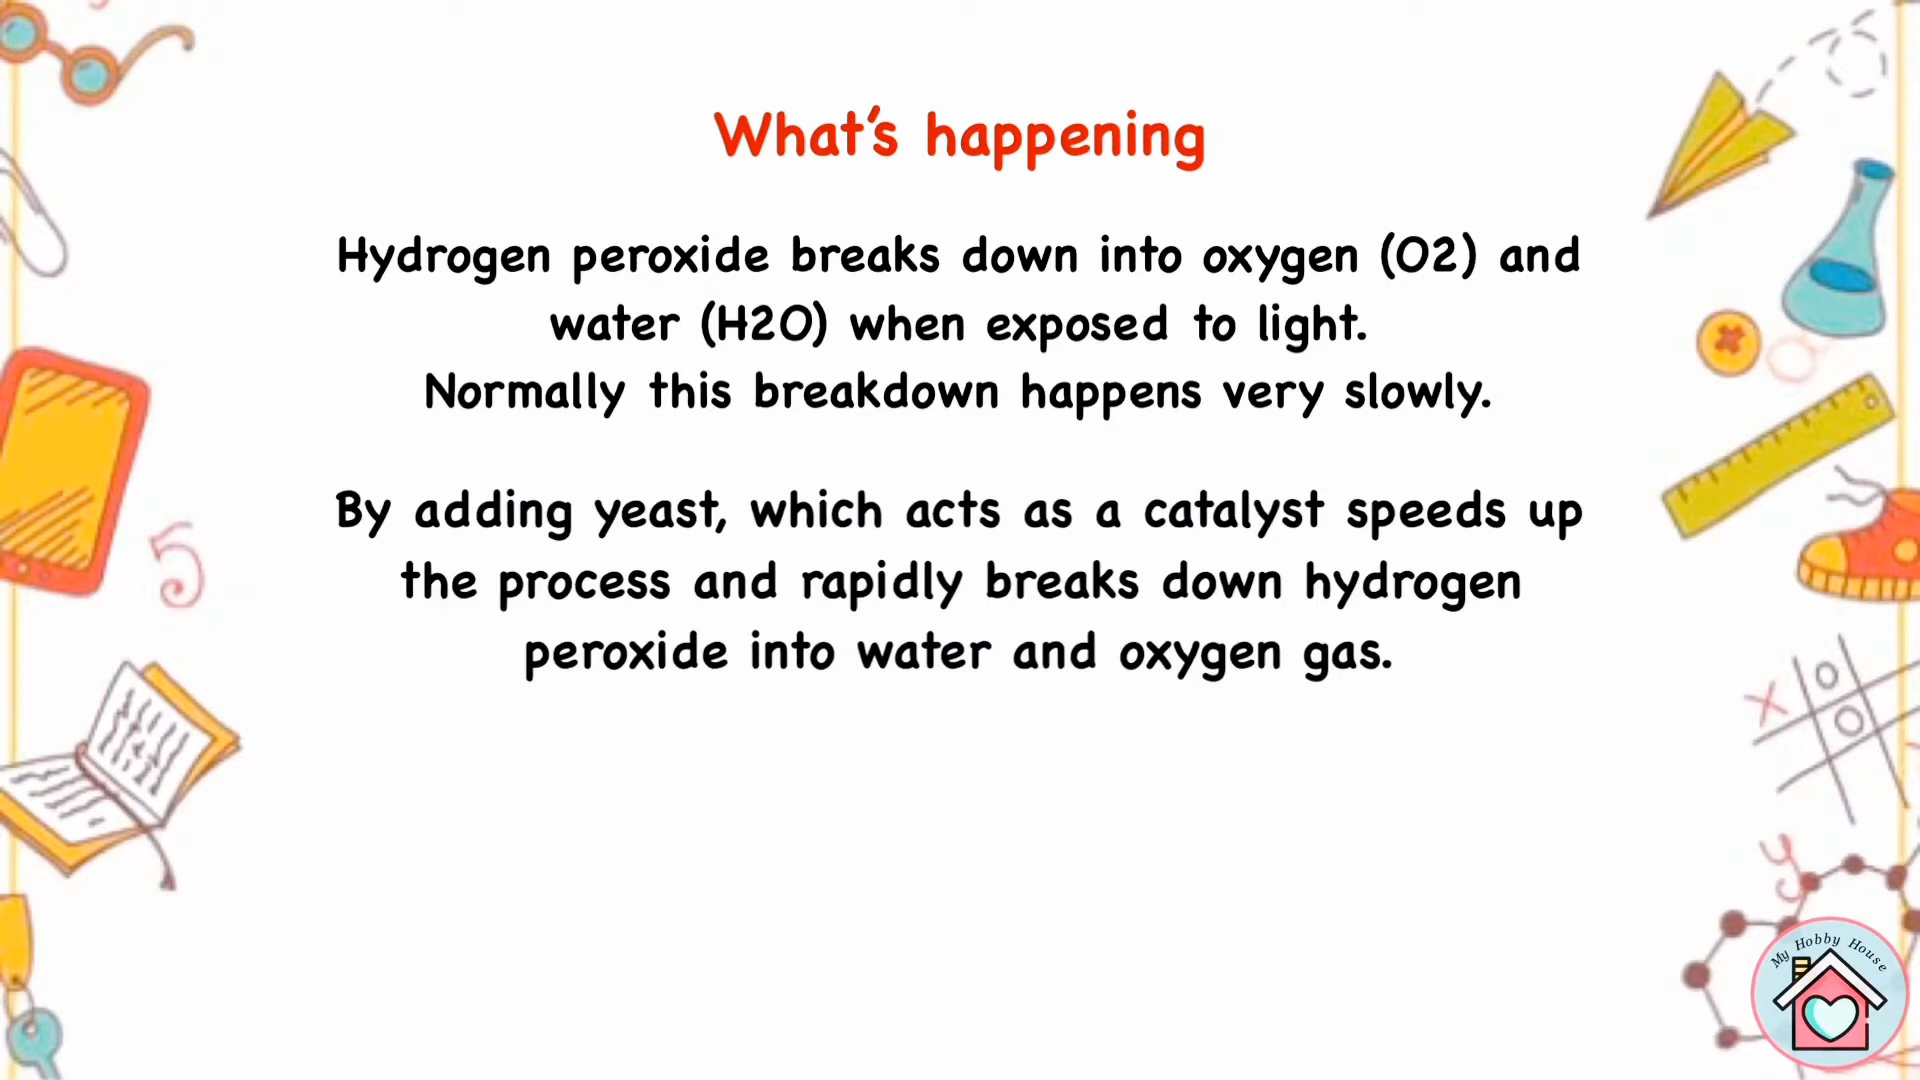 What's happening
Hydrogen peroxide breaks down into oxygen (O2) and
water (H2O) when exposed to light.
Normally this breakdown happens very slowly.
By adding yeast, which acts as a catalyst speeds up
the process and rapidly breaks down hydrogen
peroxide into water and oxygen gas.
5
x
y
My Hobby House